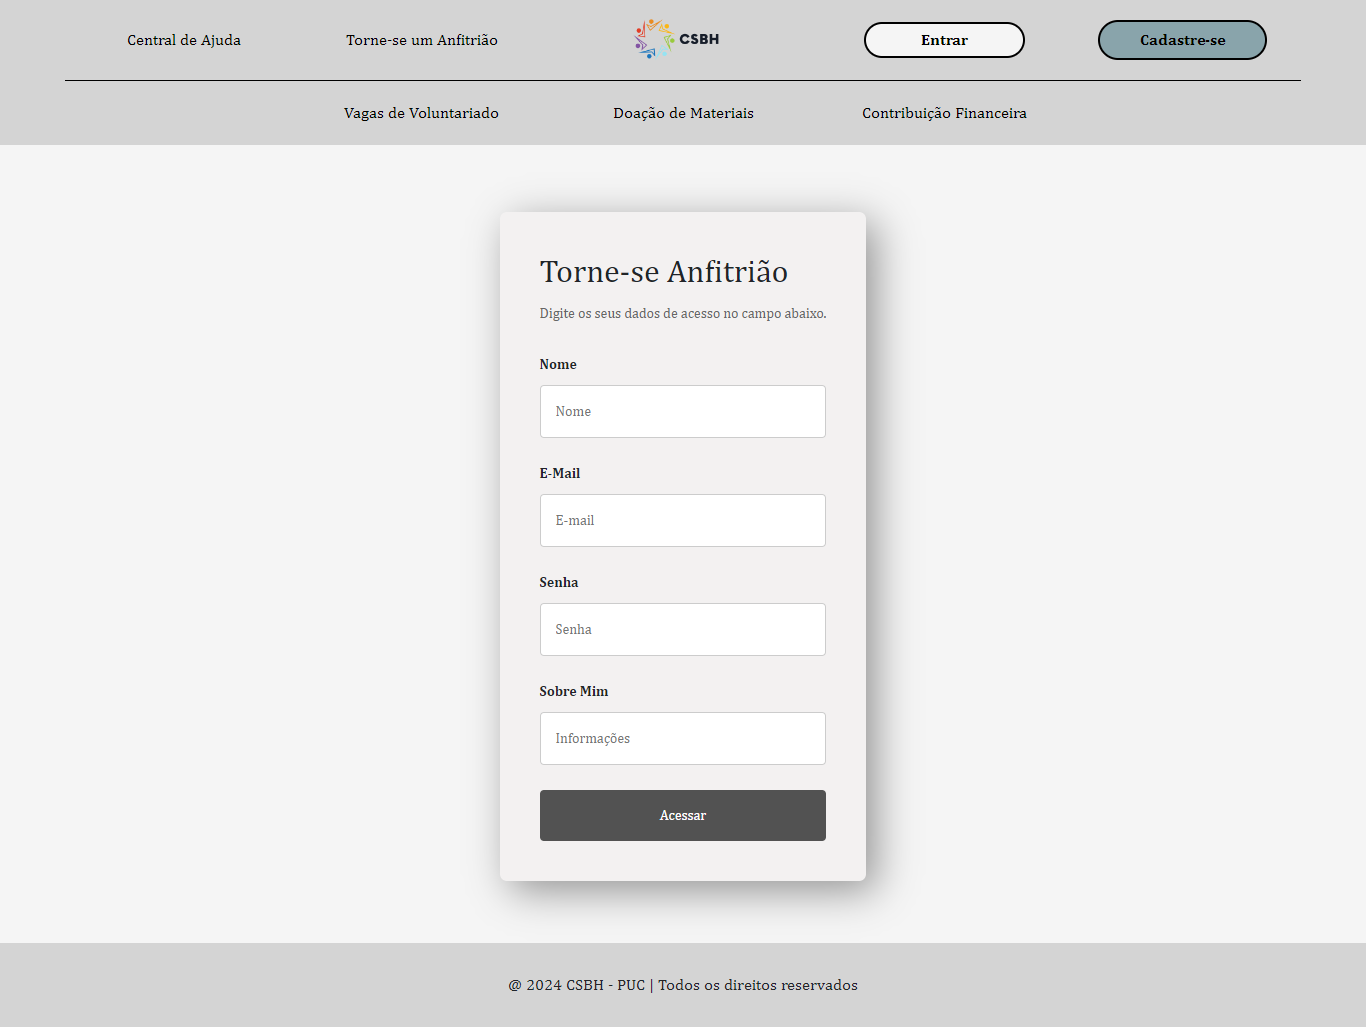 Central de Ajuda
Torne-se um Anfitrião
CSBH
Entrar
Cadastre-se
Vagas de Voluntariado
Doação de Materiais
Contribuição Financeira
Torne-se Anfitrião
Digite os seus dados de acesso no campo abaixo.
Nome
Nome
E-Mail
E-mail
Senha
Senha
Sobre Mim
Informações
Acessar
@ 2024 CSBH - PUC | Todos os direitos reservados